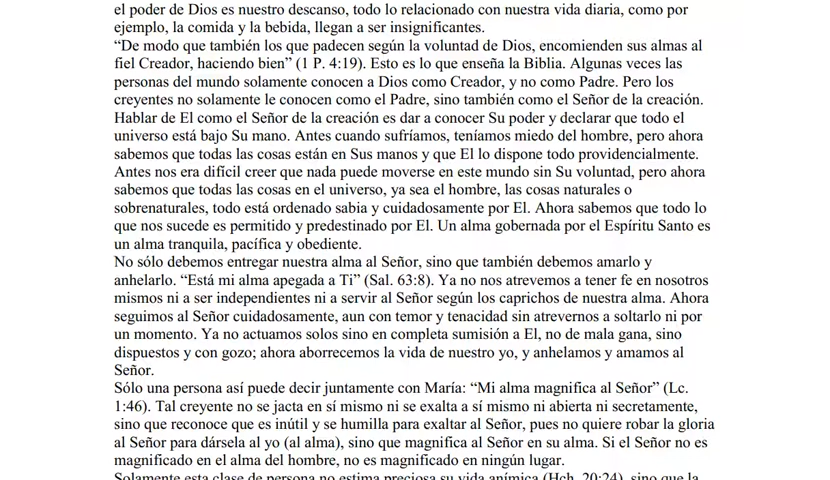 el poder de Dios es nuestro descanso, todo lo relacionado con nuestra vida diaria, como por
ejemplo, la comida y la bebida, llegan a ser insignificantes.
“De modo que también los que padecen según la voluntad de Dios, encomienden sus almas al
fiel Creador, haciendo bien” (1 P. 4:19). Esto es lo que enseña la Biblia. Algunas veces las
personas del mundo solamente conocen a Dios como Creador, y no como Padre. Pero los
creyentes no solamente le conocen como el Padre, sino también como el Señor de la creación.
Hablar de El como el Señor de la creación es dar a conocer Su poder y declarar que todo el
universo está bajo Su mano. Antes cuando sufríamos, teníamos miedo del hombre, pero ahora
sabemos que todas las cosas están en Sus manos y que El lo dispone todo providencialmente.
Antes nos era difícil creer que nada puede moverse en este mundo sin Su voluntad, pero ahora
sabemos que todas las cosas en el universo, ya sea el hombre, las cosas naturales o
sobrenaturales, todo está ordenado sabia y cuidadosamente por El. Ahora sabemos que todo lo
que nos sucede es permitido y predestinado por El. Un alma gobernada por el Espíritu Santo es
un alma tranquila, pacífica y obediente.
No sólo debemos entregar nuestra alma al Señor, sino que también debemos amarlo y
anhelarlo. “Está mi alma apegada a Ti” (Sal. 63:8). Ya no nos atrevemos a tener fe en nosotros
mismos ni a ser independientes ni a servir al Señor según los caprichos de nuestra alma. Ahora
seguimos al Señor cuidadosamente, aun con temor y tenacidad sin atrevernos a soltarlo ni por
un momento. Ya no actuamos solos sino en completa sumisión a El, no de mala gana, sino
dispuestos y con gozo; ahora aborrecemos la vida de nuestro yo, y anhelamos y amamos al
Señor.
Sólo una persona así puede decir juntamente con María: “Mi alma magnifica al Señor” (Lc.
1:46). Tal creyente no se jacta en sí mismo ni se exalta a sí mismo ni abierta ni secretamente,
sino que reconoce que es inútil y se humilla para exaltar al Señor, pues no quiere robar la gloria
al Señor para dársela al yo (al alma), sino que magnifica al Señor en su alma. Si el Señor no es
magnificado en el alma del hombre, no es magnificado en ningún lugar.
Solamente esta clase de persona no estima preciosa su vida anímica (Hch. 20:24), sino que la